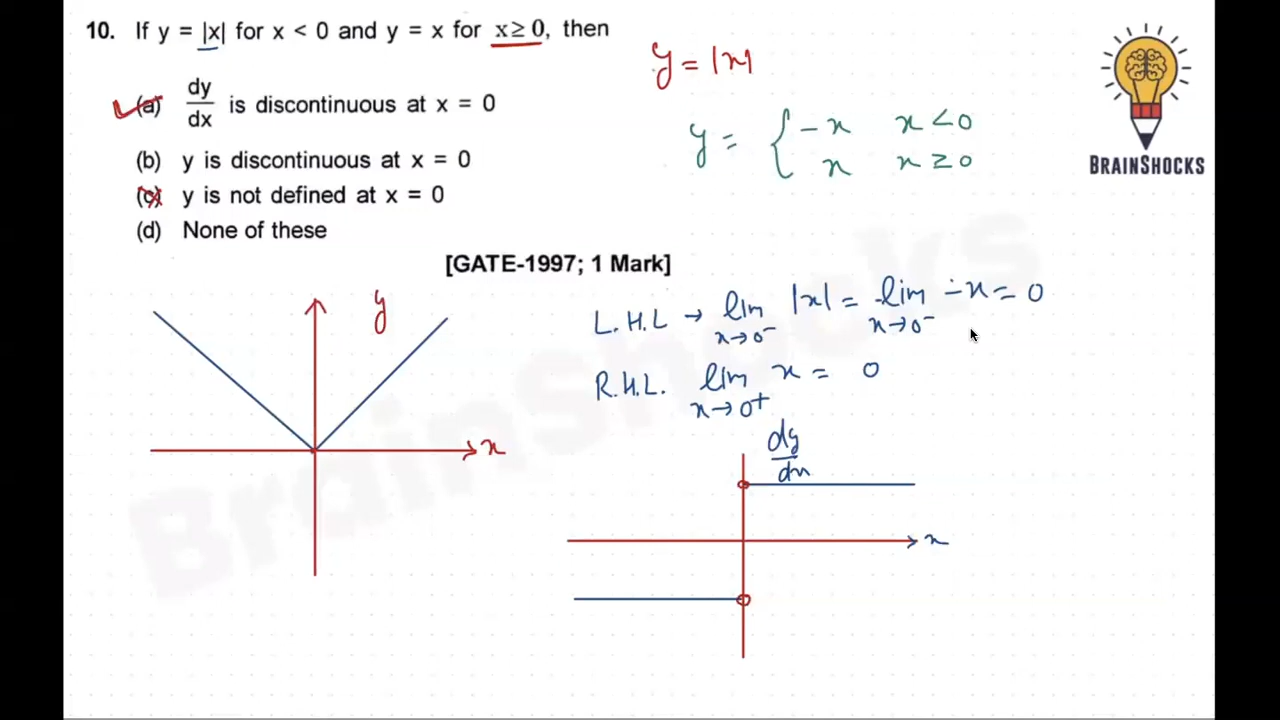 10. If y = |x| for x < 0 and y = x for x ≥ 0, then
(a) dy/dx is discontinuous at x = 0
(b) y is discontinuous at x = 0
(c) y is not defined at x = 0
(d) None of these
[GATE-1997; 1 Mark]
y = |x|
y = { -x x < 0
x x ≥ 0
BRAINSHOCKS
L.H.L → lim x→0⁻ |x| = lim x→0⁻ -x = 0
R.H.L. lim x→0+ x = 0
y
x
dy/dx
x
Brainshocks